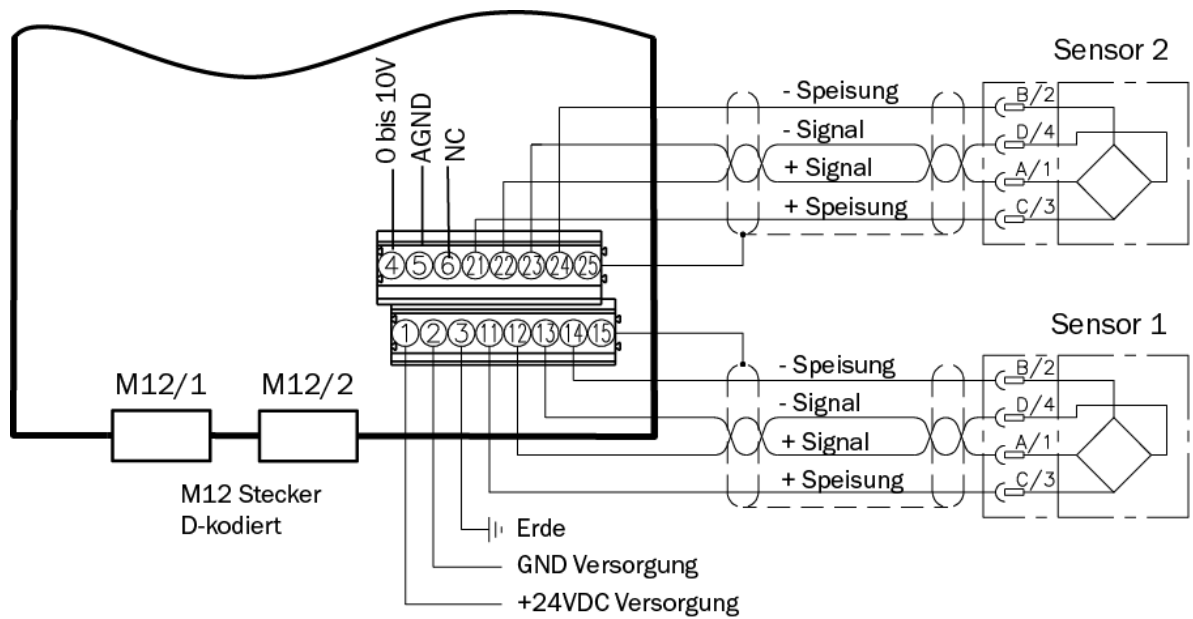 Sensor 2
0 bis 10V
AGND
NC
- Speisung
B/2
- Signal
D/4
+ Signal
A/1
+ Speisung
C/3
4 5 6 21 22 23 24 25
1 2 3 11 12 13 14 15
Sensor 1
- Speisung
B/2
- Signal
D/4
+ Signal
A/1
+ Speisung
C/3
M12/1
M12/2
M12 Stecker
D-kodiert
Erde
GND Versorgung
+24VDC Versorgung